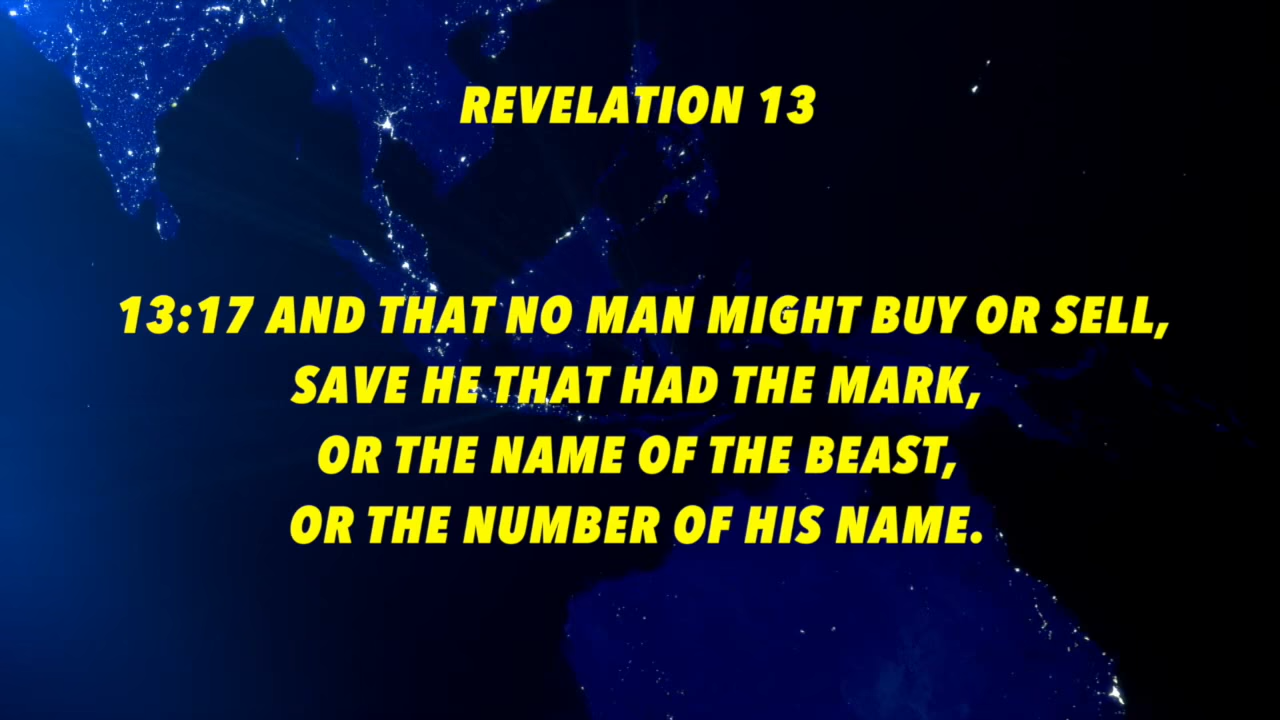 REVELATION 13
13:17 AND THAT NO MAN MIGHT BUY OR SELL,
SAVE HE THAT HAD THE MARK,
OR THE NAME OF THE BEAST,
OR THE NUMBER OF HIS NAME.